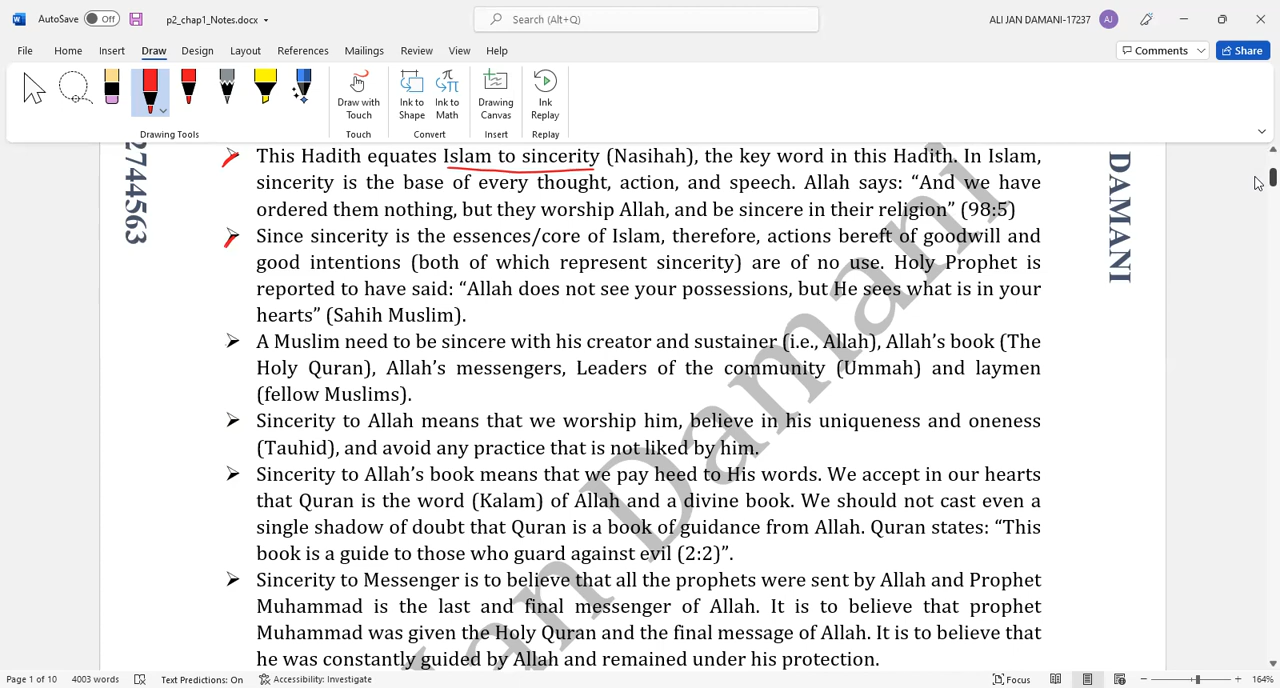 AutoSave Off p2_chap1_Notes.docx Search (Alt+Q) ALI JAN DAMANI-17237 AJ
File Home Insert Draw Design Layout References Mailings Review View Help Comments Share
Draw with Touch Ink to Shape Ink to Math Drawing Canvas Ink Replay
Drawing Tools Touch Convert Insert Replay
2744563
DAMANI
This Hadith equates Islam to sincerity (Nasihah), the key word in this Hadith. In Islam,
sincerity is the base of every thought, action, and speech. Allah says: “And we have
ordered them nothing, but they worship Allah, and be sincere in their religion” (98:5)
Since sincerity is the essences/core of Islam, therefore, actions bereft of goodwill and
good intentions (both of which represent sincerity) are of no use. Holy Prophet is
reported to have said: “Allah does not see your possessions, but He sees what is in your
hearts” (Sahih Muslim).
A Muslim need to be sincere with his creator and sustainer (i.e., Allah), Allah’s book (The
Holy Quran), Allah’s messengers, Leaders of the community (Ummah) and laymen
(fellow Muslims).
Sincerity to Allah means that we worship him, believe in his uniqueness and oneness
(Tauhid), and avoid any practice that is not liked by him.
Sincerity to Allah’s book means that we pay heed to His words. We accept in our hearts
that Quran is the word (Kalam) of Allah and a divine book. We should not cast even a
single shadow of doubt that Quran is a book of guidance from Allah. Quran states: “This
book is a guide to those who guard against evil (2:2)”.
Sincerity to Messenger is to believe that all the prophets were sent by Allah and Prophet
Muhammad is the last and final messenger of Allah. It is to believe that prophet
Muhammad was given the Holy Quran and the final message of Allah. It is to believe that
he was constantly guided by Allah and remained under his protection.
Jan Damani
Page 1 of 10 4003 words Text Predictions: On Accessibility: Investigate Focus 164%